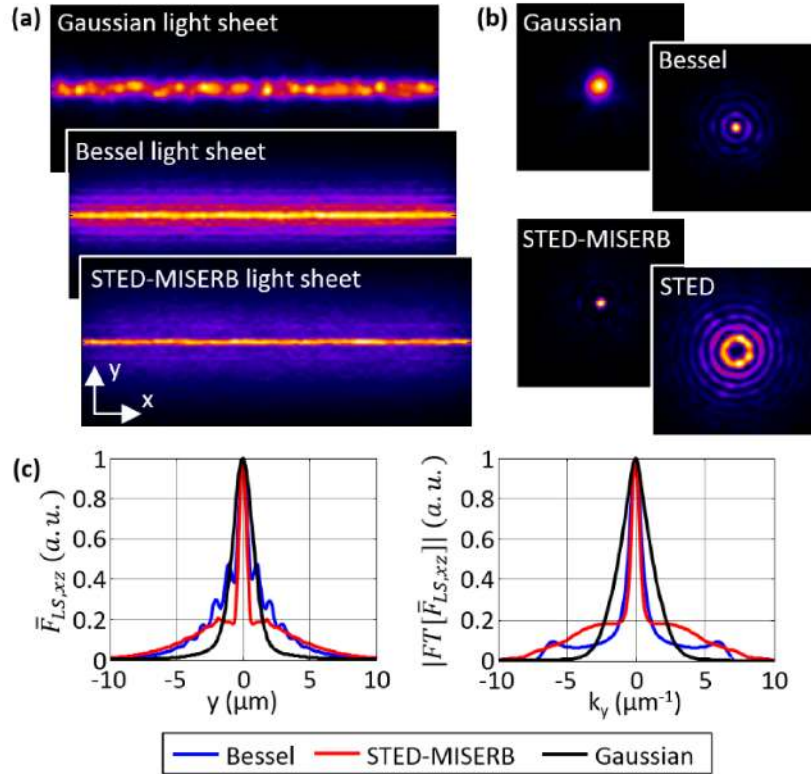 (a)
Gaussian light sheet
Bessel light sheet
STED-MISERB light sheet
y
x
(b)
Gaussian
Bessel
STED-MISERB
STED
(c)
F̅_{LS,xz} (a.u.)
1
0.8
0.6
0.4
0.2
0
-10 -5 0 5 10
y (μm)
|FT[F̅_{LS,xz}]| (a.u.)
1
0.8
0.6
0.4
0.2
0
-10 -5 0 5 10
k_y (μm⁻¹)
Bessel STED-MISERB Gaussian